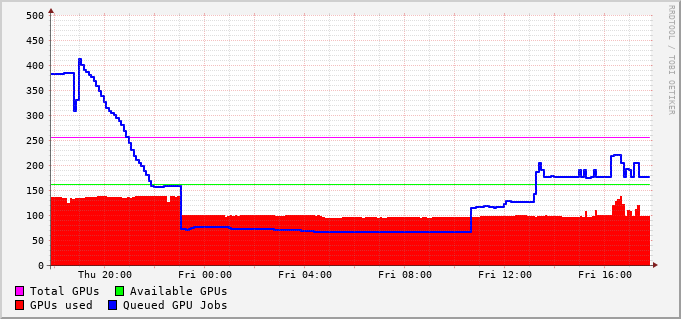 500
450
400
350
300
250
200
150
100
50
0
Thu 20:00 Fri 00:00 Fri 04:00 Fri 08:00 Fri 12:00 Fri 16:00
Total GPUs Available GPUs
GPUs used Queued GPU Jobs
RRDTOOL / TOBI OETIKER